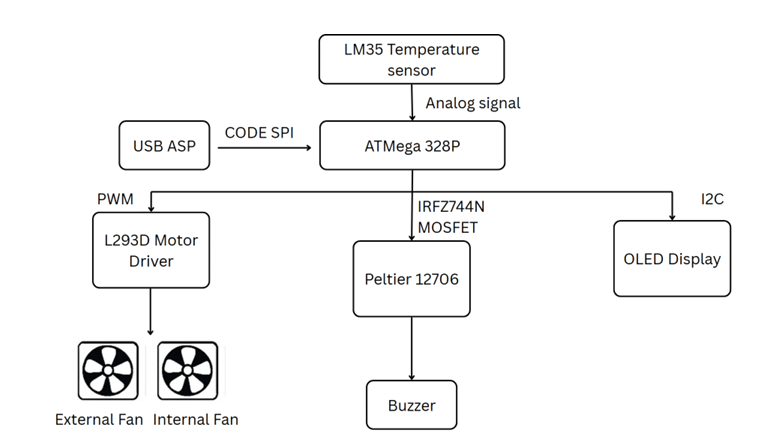 LM35 Temperature
sensor
Analog signal
USB ASP
CODE SPI
ATMega 328P
PWM
IRFZ744N
MOSFET
I2C
L293D Motor
Driver
Peltier 12706
OLED Display
External Fan
Internal Fan
Buzzer